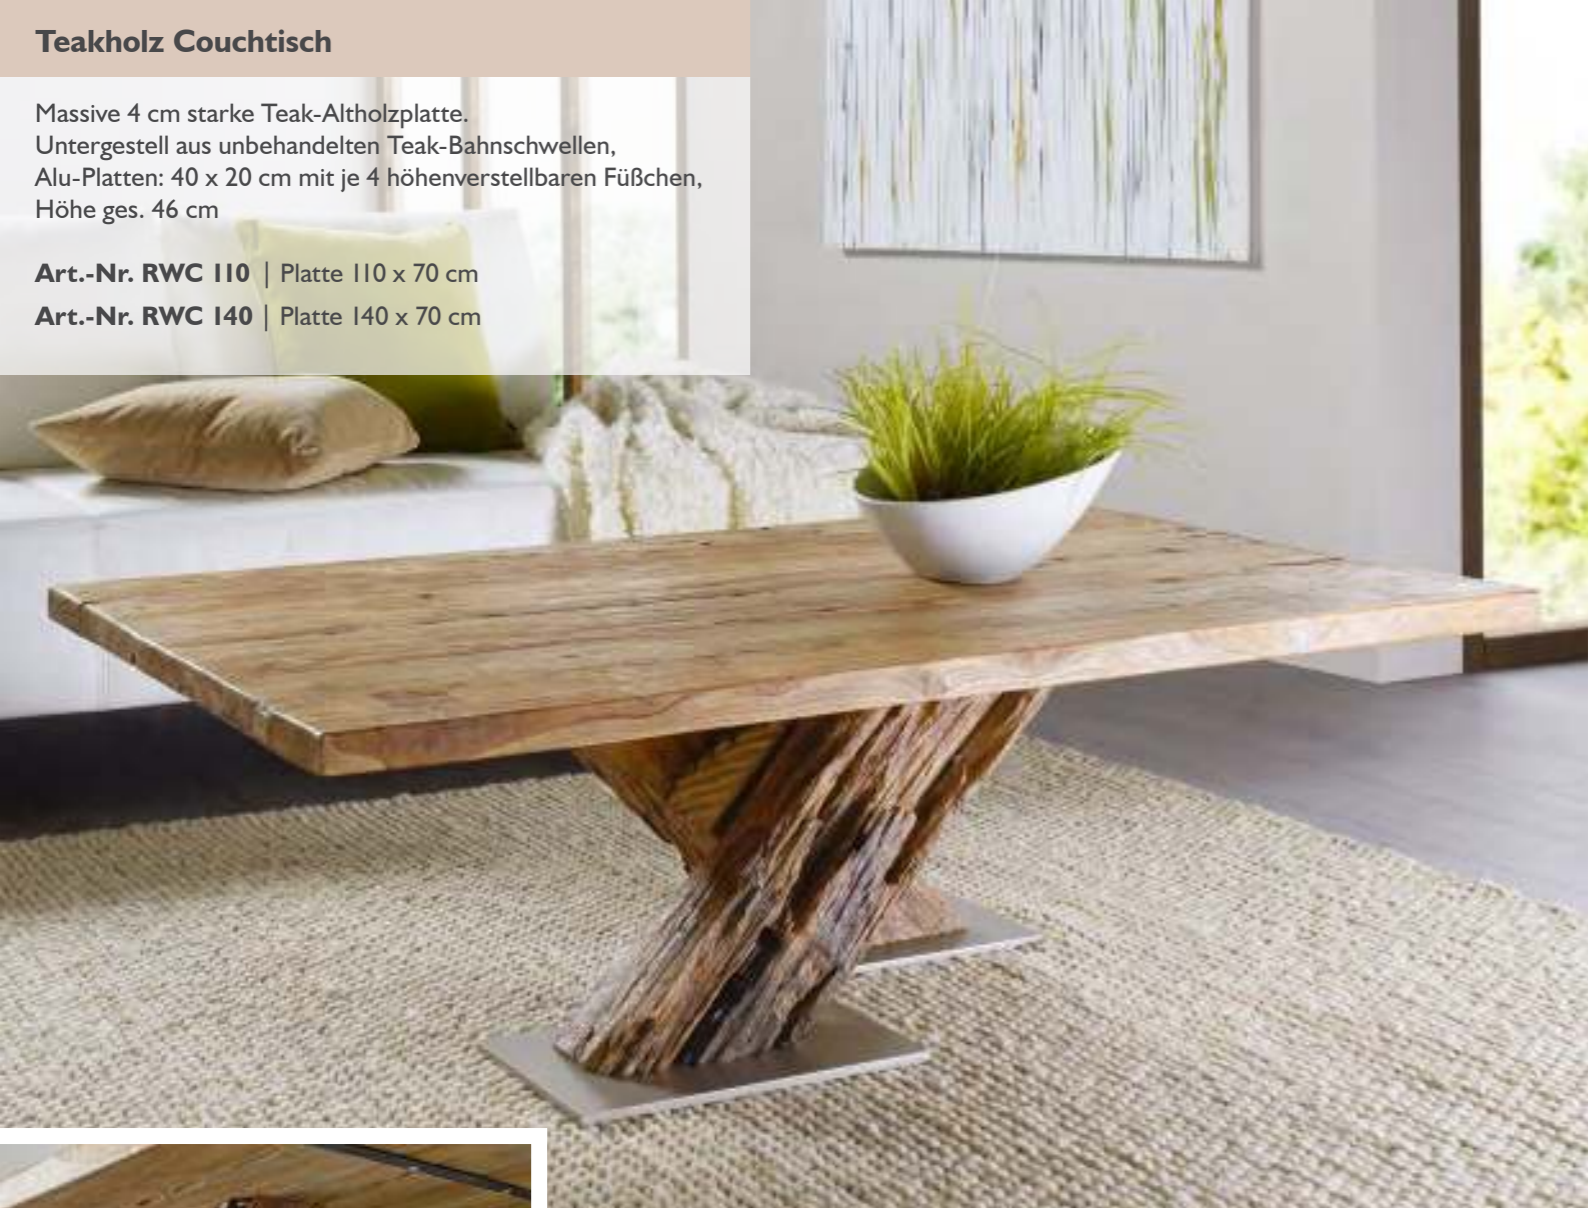 Teakholz Couchtisch
Massive 4 cm starke Teak-Altholzplatte.
Untergestell aus unbehandelten Teak-Bahnschwellen,
Alu-Platten: 40 x 20 cm mit je 4 höhenverstellbaren Füßchen,
Höhe ges. 46 cm
Art.-Nr. RWC 110 | Platte 110 x 70 cm
Art.-Nr. RWC 140 | Platte 140 x 70 cm